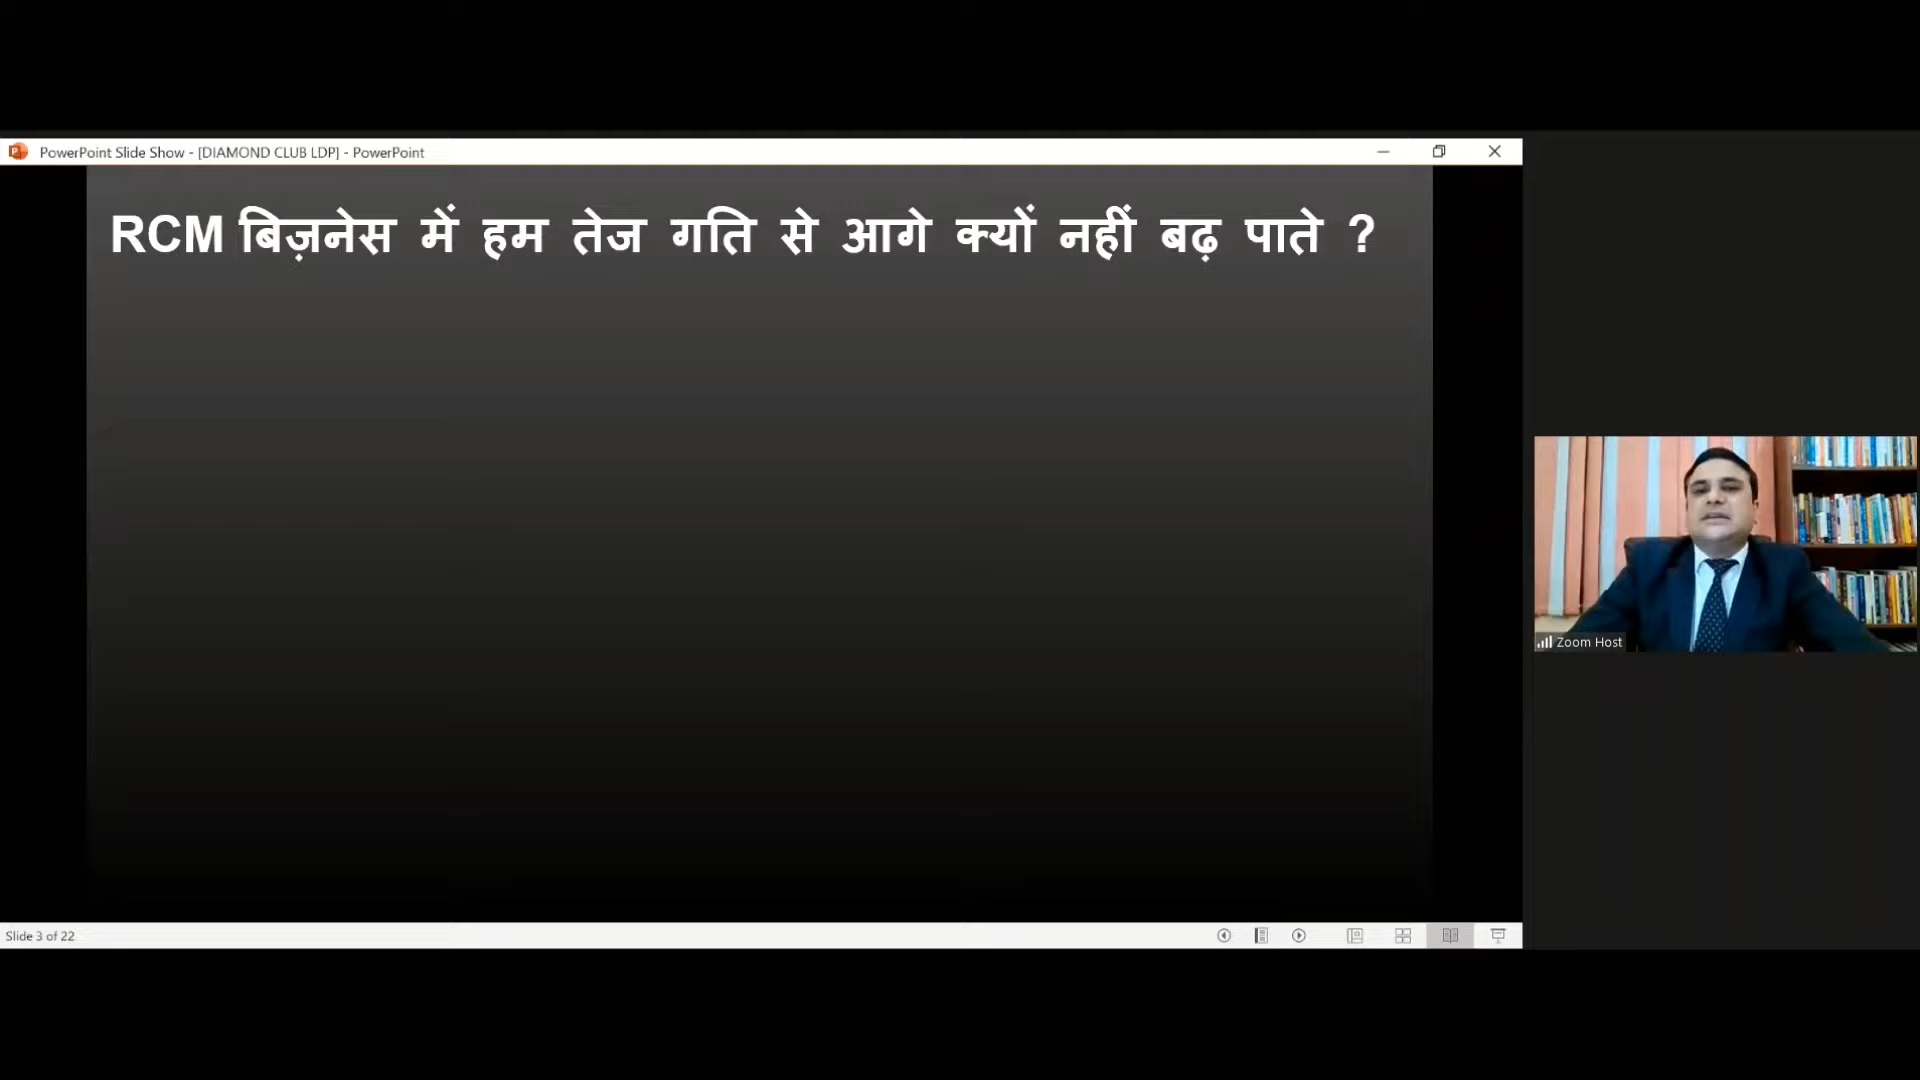 PowerPoint Slide Show - [DIAMOND CLUB LDP] - PowerPoint
RCM बिज़नेस में हम तेज गति से आगे क्यों नहीं बढ़ पाते ?
Zoom Host
Slide 3 of 22